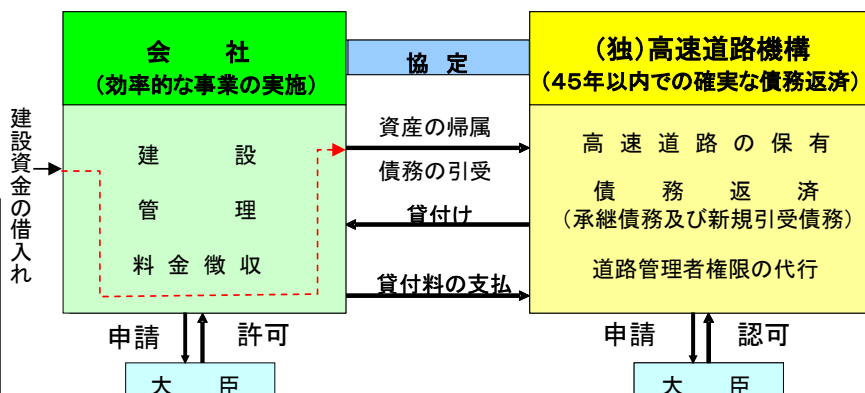 会社
(効率的な事業の実施)
協定
(独)高速道路機構
(45年以内での確実な債務返済)
建設資金の借入れ
建設
管理
料金徴収
資産の帰属
債務の引受
貸付け
貸付料の支払
高速道路の保有
債務返済
(承継債務及び新規引受債務)
道路管理者権限の代行
申請
許可
申請
認可
大臣
大臣